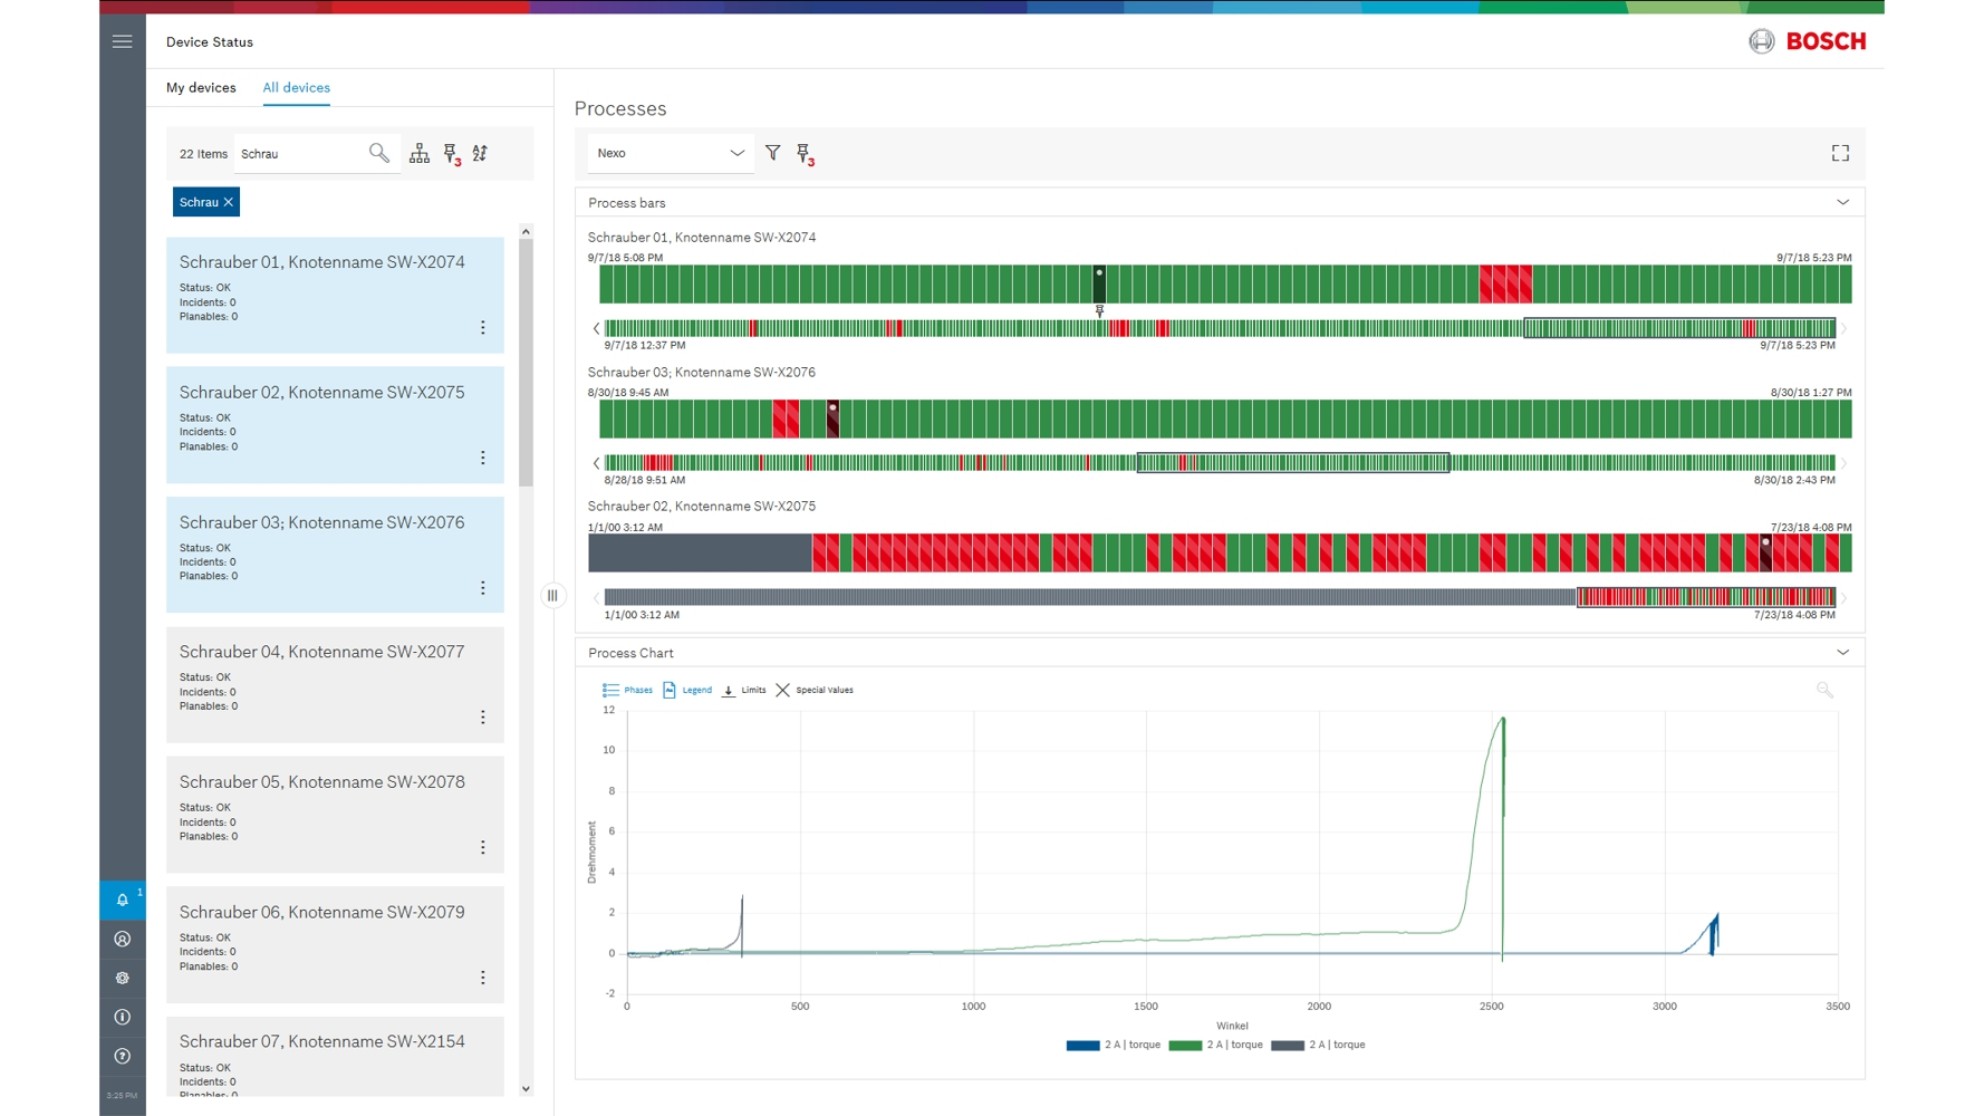 Device Status
BOSCH
My devices
All devices
22 Items
Schrau
3
Schrau
Schrauber 01, Knotenname SW-X2074
Status: OK
Incidents: 0
Planables: 0
Schrauber 02, Knotenname SW-X2075
Status: OK
Incidents: 0
Planables: 0
Schrauber 03; Knotenname SW-X2076
Status: OK
Incidents: 0
Planables: 0
Schrauber 04, Knotenname SW-X2077
Status: OK
Incidents: 0
Planables: 0
Schrauber 05, Knotenname SW-X2078
Status: OK
Incidents: 0
Planables: 0
Schrauber 06, Knotenname SW-X2079
Status: OK
Incidents: 0
Planables: 0
Schrauber 07, Knotenname SW-X2154
Status: OK
Incidents: 0
Planables: 0
1
3:25 PM
Processes
Nexo
3
Process bars
Schrauber 01, Knotenname SW-X2074
9/7/18 5:08 PM
9/7/18 5:23 PM
9/7/18 12:37 PM
9/7/18 5:23 PM
Schrauber 03; Knotenname SW-X2076
8/30/18 9:45 AM
8/30/18 1:27 PM
8/28/18 9:51 AM
8/30/18 2:43 PM
Schrauber 02, Knotenname SW-X2075
1/1/00 3:12 AM
7/23/18 4:08 PM
1/1/00 3:12 AM
7/23/18 4:08 PM
Process Chart
Phases
Legend
Limits
Special Values
12
10
8
6
4
2
0
-2
Drehmoment
0
500
1000
1500
2000
2500
3000
3500
Winkel
2 A | torque
2 A | torque
2 A | torque